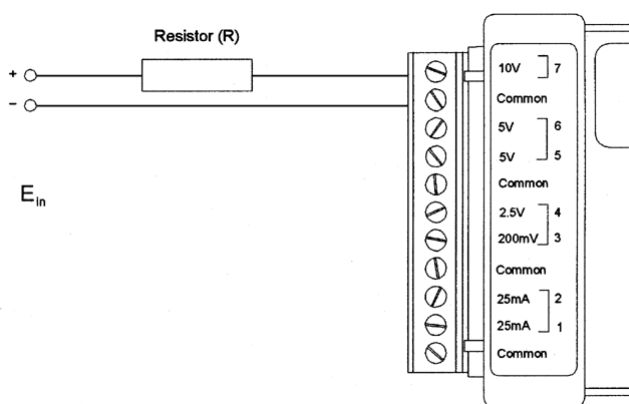 Resistor (R)
+
10V 7
–
Common
5V 6
5V 5
E in
Common
2.5V 4
200mV 3
Common
25mA 2
25mA 1
Common